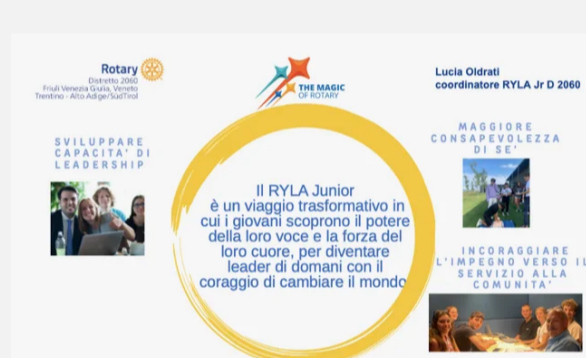 Rotary
Distretto 2060
Friuli Venezia Giulia, Veneto
Trentino - Alto Adige/SüdTirol
THE MAGIC
OF ROTARY
Lucia Oldrati
coordinatore RYLA Jr D 2060
SVILUPPARE
CAPACITA' DI
LEADERSHIP
MAGGIORE
CONSAPEVOLEZZA
DI SE'
Il RYLA Junior
è un viaggio trasformativo in
cui i giovani scoprono il potere
della loro voce e la forza del
loro cuore, per diventare
leader di domani con il
coraggio di cambiare il mondo
INCORAGGIARE
L'IMPEGNO VERSO IL
SERVIZIO ALLA
COMUNITA'